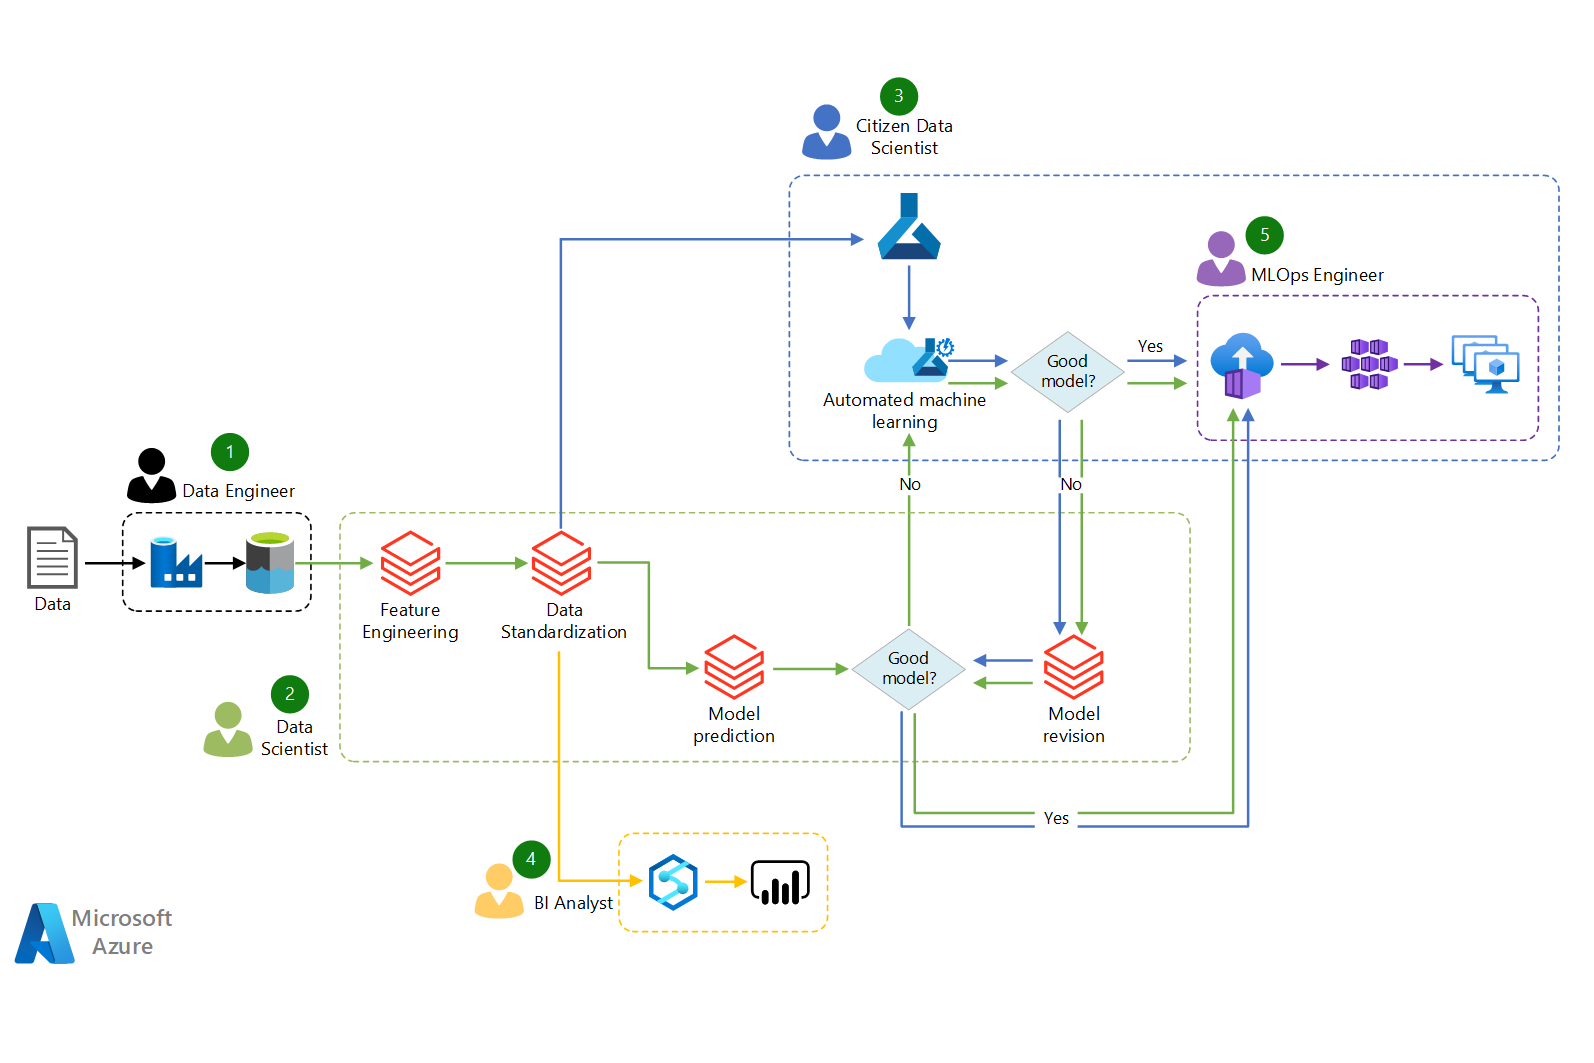 3
Citizen Data
Scientist
5
MLOps Engineer
Good
model?
Yes
Automated machine
learning
No
No
1
Data Engineer
Data
Feature
Engineering
Data
Standardization
Good
model?
Model
prediction
Model
revision
2
Data
Scientist
Yes
4
BI Analyst
Microsoft
Azure